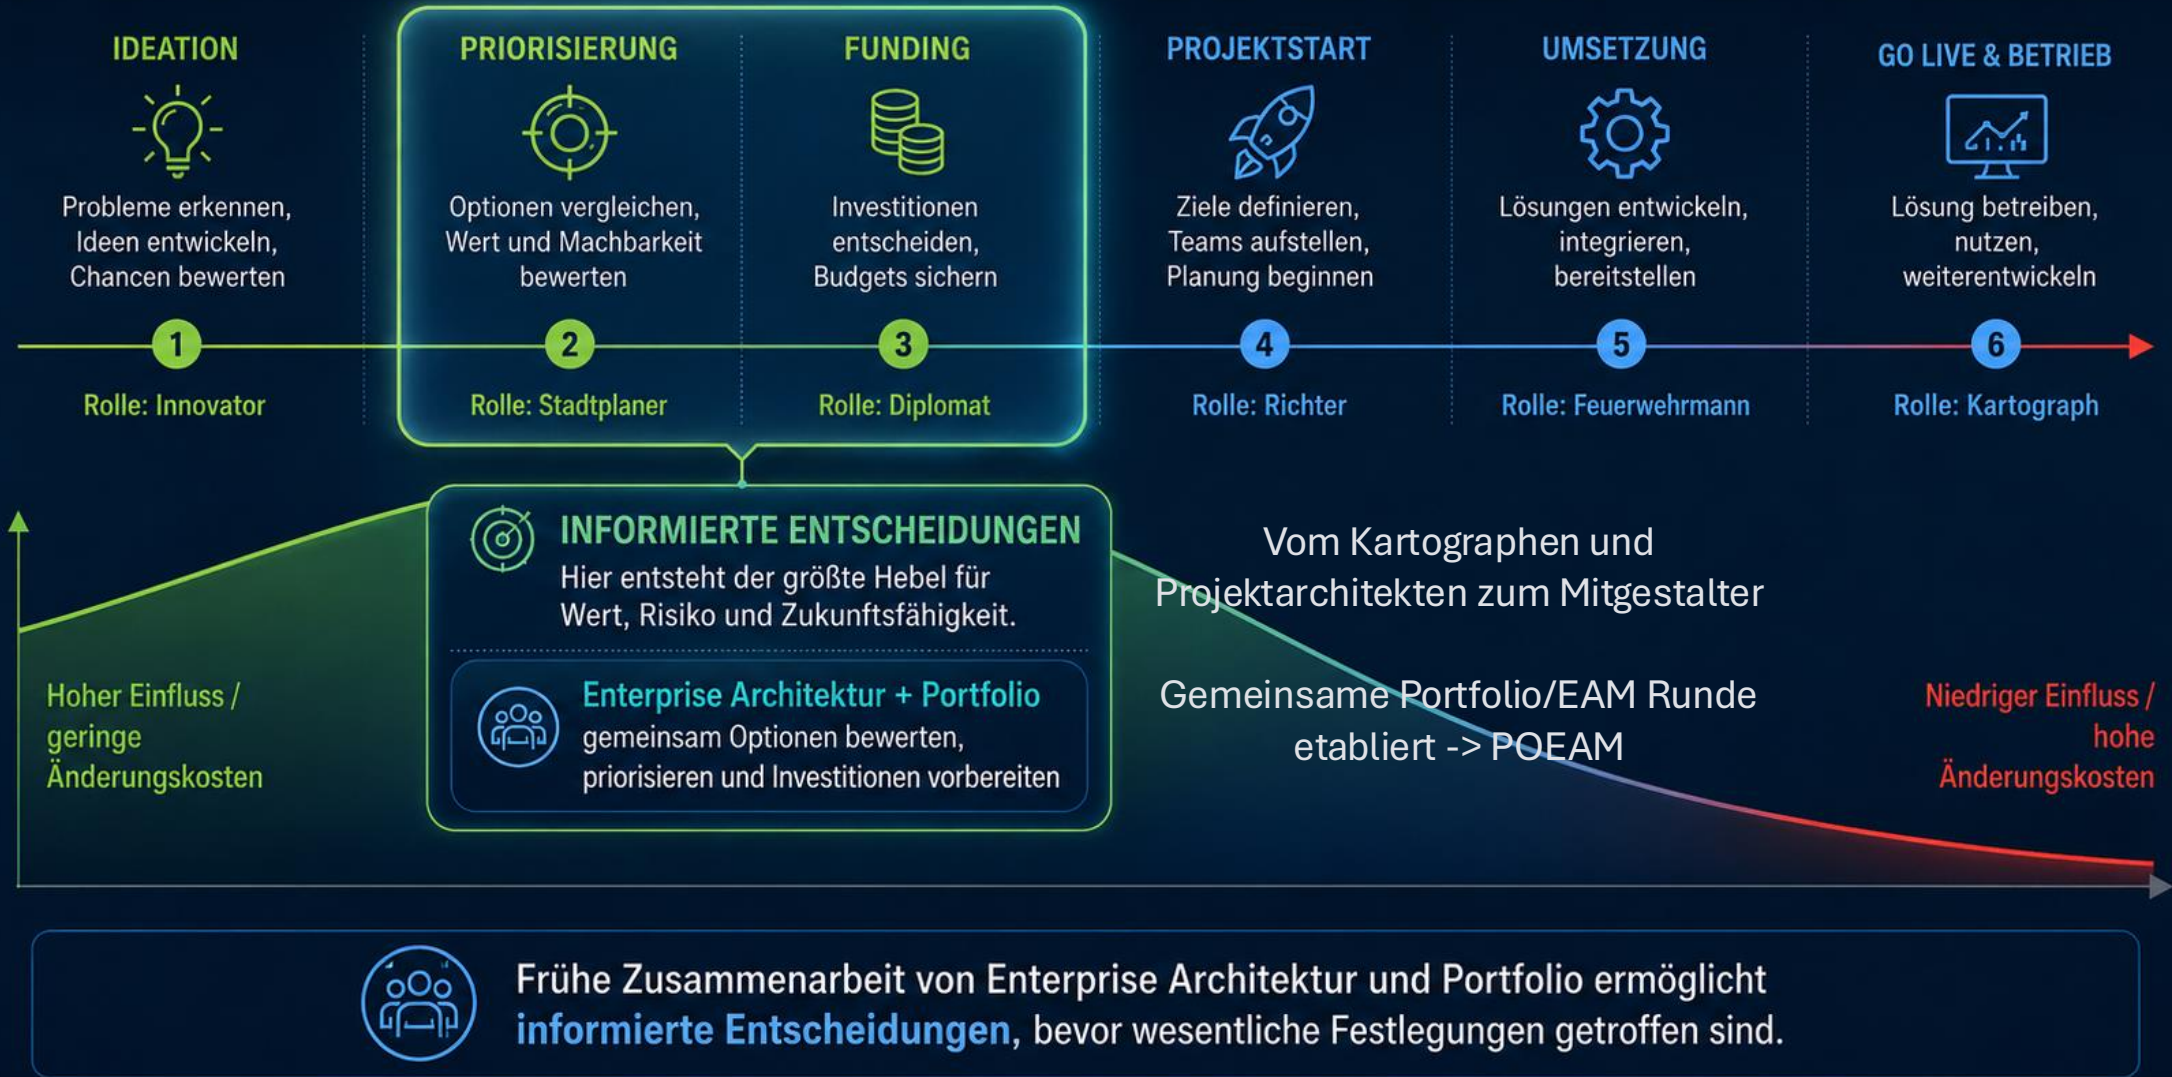 IDEATION
Probleme erkennen,
Ideen entwickeln,
Chancen bewerten
1
Rolle: Innovator
PRIORISIERUNG
Optionen vergleichen,
Wert und Machbarkeit
bewerten
2
Rolle: Stadtplaner
FUNDING
Investitionen
entscheiden,
Budgets sichern
3
Rolle: Diplomat
PROJEKTSTART
Ziele definieren,
Teams aufstellen,
Planung beginnen
4
Rolle: Richter
UMSETZUNG
Lösungen entwickeln,
integrieren,
bereitstellen
5
Rolle: Feuerwehrmann
GO LIVE & BETRIEB
Lösung betreiben,
nutzen,
weiterentwickeln
6
Rolle: Kartograph
Hoher Einfluss /
geringe
Änderungskosten
INFORMIERTE ENTSCHEIDUNGEN
Hier entsteht der größte Hebel für
Wert, Risiko und Zukunftsfähigkeit.
Enterprise Architektur + Portfolio
gemeinsam Optionen bewerten,
priorisieren und Investitionen vorbereiten
Vom Kartographen und
Projektarchitekten zum Mitgestalter
Gemeinsame Portfolio/EAM Runde
etabliert -> POEAM
Niedriger Einfluss /
hohe
Änderungskosten
Frühe Zusammenarbeit von Enterprise Architektur und Portfolio ermöglicht
informierte Entscheidungen, bevor wesentliche Festlegungen getroffen sind.